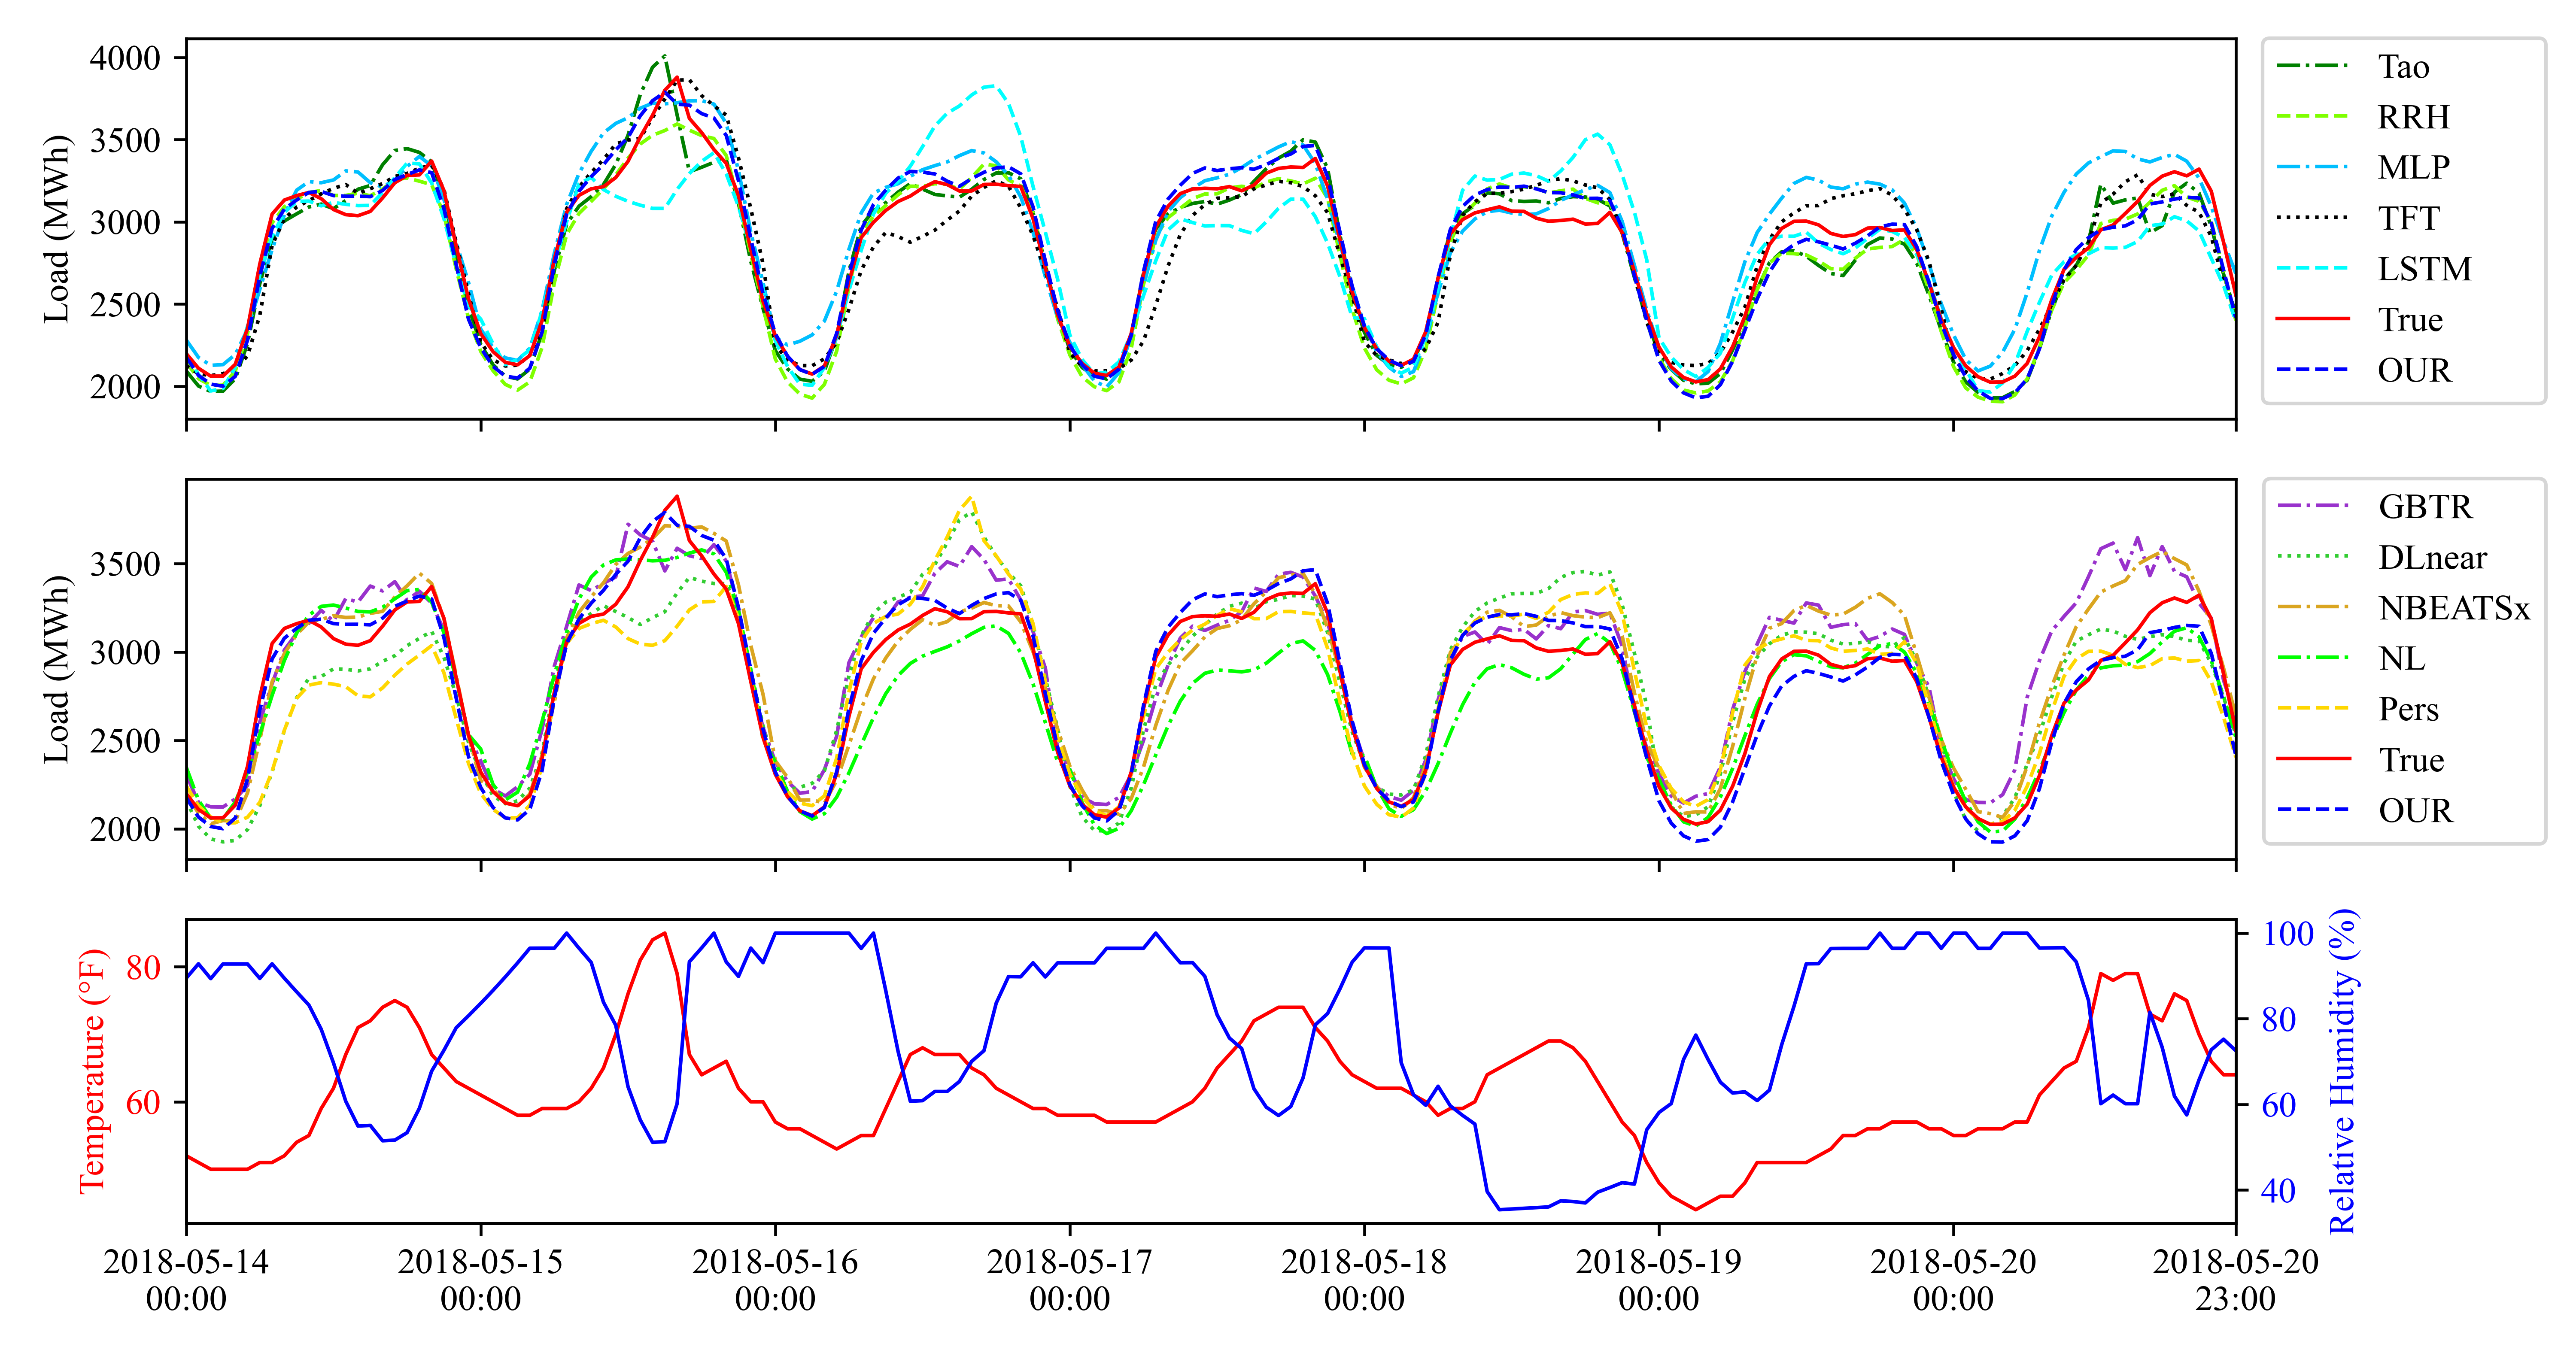 4000
3500
3000
2500
2000
Load (MWh)
Tao
RRH
MLP
TFT
LSTM
True
OUR
3500
3000
2500
2000
Load (MWh)
GBTR
DLnear
NBEATSx
NL
Pers
True
OUR
80
60
Temperature (°F)
100
80
60
40
Relative Humidity (%)
2018-05-14 2018-05-15 2018-05-16 2018-05-17 2018-05-18 2018-05-19 2018-05-20 2018-05-20
00:00 00:00 00:00 00:00 00:00 00:00 00:00 23:00